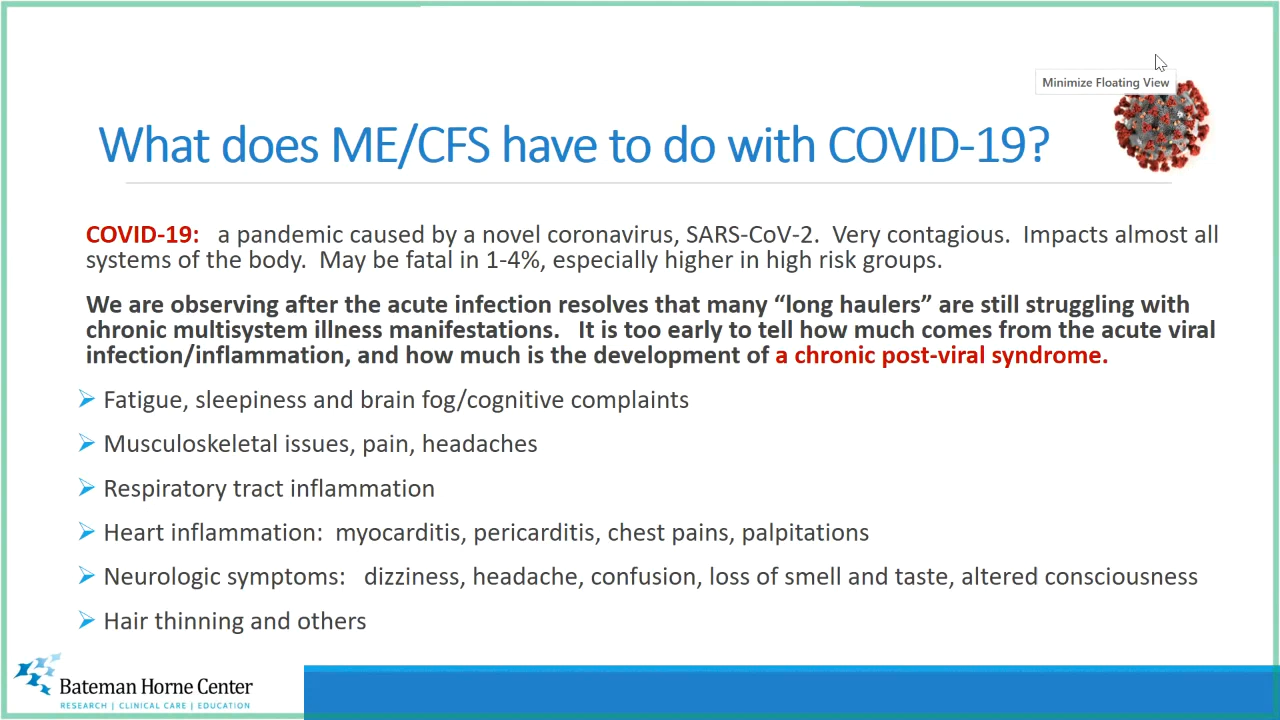 Minimize Floating View
What does ME/CFS have to do with COVID-19?
COVID-19: a pandemic caused by a novel coronavirus, SARS-CoV-2. Very contagious. Impacts almost all
systems of the body. May be fatal in 1-4%, especially higher in high risk groups.
We are observing after the acute infection resolves that many “long haulers” are still struggling with
chronic multisystem illness manifestations. It is too early to tell how much comes from the acute viral
infection/inflammation, and how much is the development of a chronic post-viral syndrome.
Fatigue, sleepiness and brain fog/cognitive complaints
Musculoskeletal issues, pain, headaches
Respiratory tract inflammation
Heart inflammation: myocarditis, pericarditis, chest pains, palpitations
Neurologic symptoms: dizziness, headache, confusion, loss of smell and taste, altered consciousness
Hair thinning and others
Bateman Horne Center
RESEARCH | CLINICAL CARE | EDUCATION